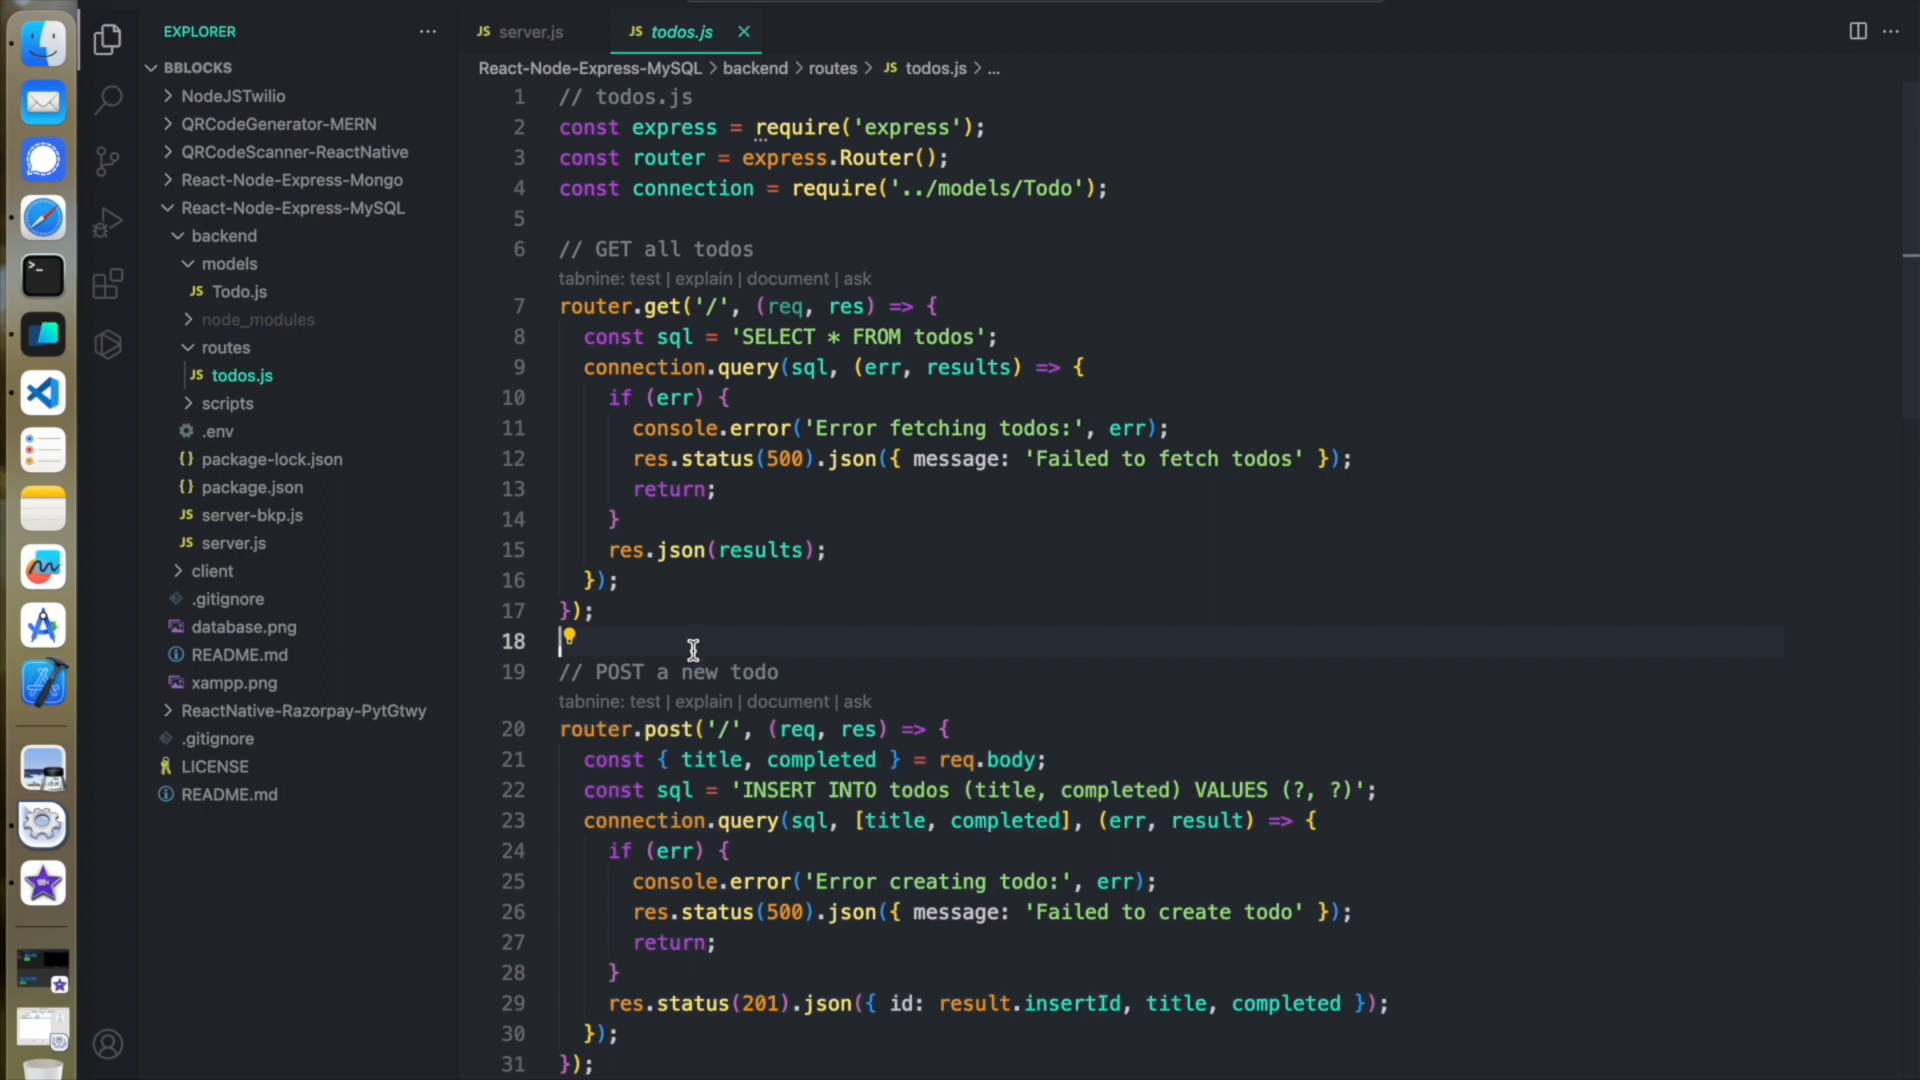 EXPLORER
BBLOCKS
NodeJSTwilio
QRCodeGenerator-MERN
QRCodeScanner-ReactNative
React-Node-Express-Mongo
React-Node-Express-MySQL
backend
models
JS Todo.js
node_modules
routes
JS todos.js
scripts
.env
{} package-lock.json
{} package.json
JS server-bkp.js
JS server.js
client
.gitignore
database.png
README.md
xampp.png
ReactNative-Razorpay-PytGtwy
.gitignore
LICENSE
README.md
JS server.js
JS todos.js
React-Node-Express-MySQL > backend > routes > JS todos.js > ...
1 // todos.js
2 const express = require('express');
3 const router = express.Router();
4 const connection = require('../models/Todo');
5
6 // GET all todos
tabnine: test | explain | document | ask
7 router.get('/', (req, res) => {
8 const sql = 'SELECT * FROM todos';
9 connection.query(sql, (err, results) => {
10 if (err) {
11 console.error('Error fetching todos:', err);
12 res.status(500).json({ message: 'Failed to fetch todos' });
13 return;
14 }
15 res.json(results);
16 });
17 });
18
19 // POST a new todo
tabnine: test | explain | document | ask
20 router.post('/', (req, res) => {
21 const { title, completed } = req.body;
22 const sql = 'INSERT INTO todos (title, completed) VALUES (?, ?)';
23 connection.query(sql, [title, completed], (err, result) => {
24 if (err) {
25 console.error('Error creating todo:', err);
26 res.status(500).json({ message: 'Failed to create todo' });
27 return;
28 }
29 res.status(201).json({ id: result.insertId, title, completed });
30 });
31 });